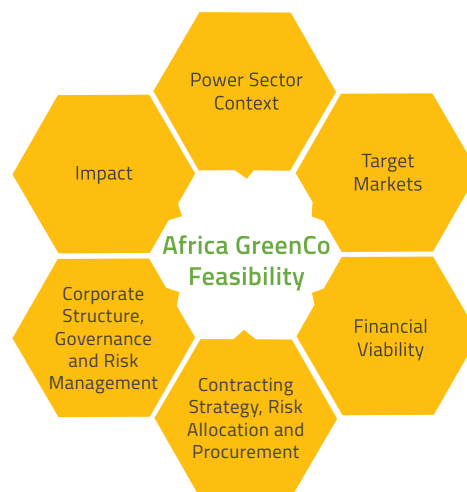 Power Sector
Context
Target
Markets
Financial
Viability
Contracting
Strategy, Risk
Allocation and
Procurement
Corporate
Structure,
Governance
and Risk
Management
Impact
Africa GreenCo
Feasibility